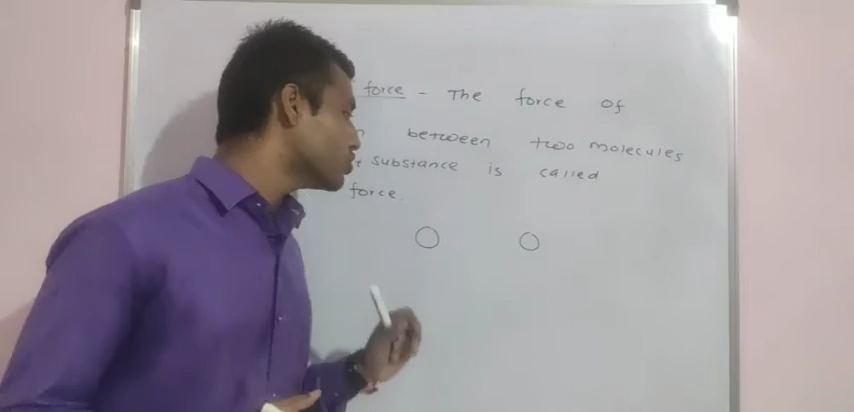 force - The force of
between two molecules
substance is called
force.